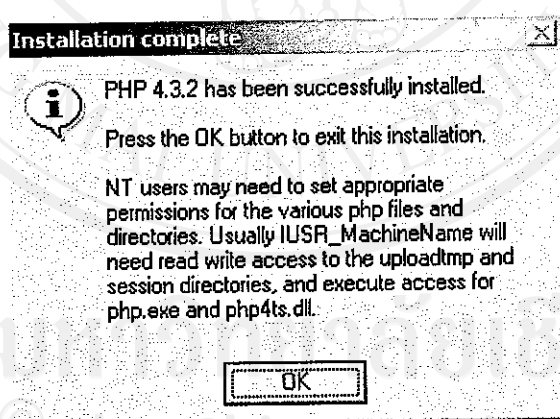 Installation complete
PHP 4.3.2 has been successfully installed.
Press the OK button to exit this installation.
NT users may need to set appropriate
permissions for the various php files and
directories. Usually IUSR_MachineName will
need read write access to the uploadtmp and
session directories, and execute access for
php.exe and php4ts.dll.
OK